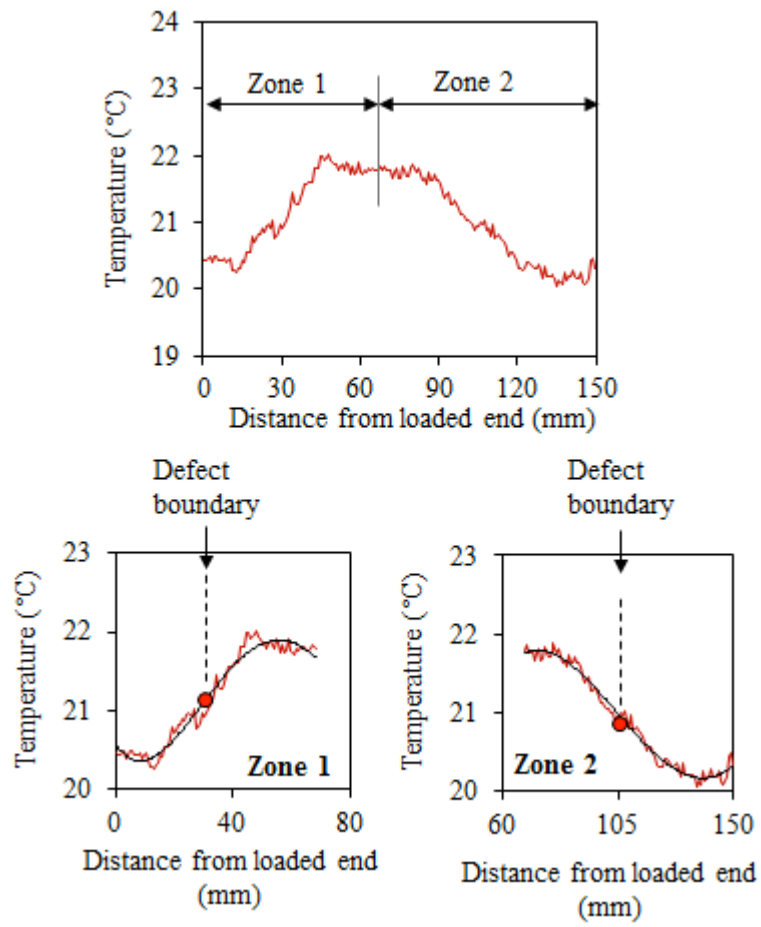 24
23
22
21
20
19
Temperature (°C)
Zone 1
Zone 2
0
30
60
90
120
150
Distance from loaded end (mm)
Defect
boundary
23
22
21
20
Temperature (°C)
Zone 1
0
40
80
Distance from loaded end
(mm)
Defect
boundary
23
22
21
20
Temperature (°C)
Zone 2
60
105
150
Distance from loaded end
(mm)